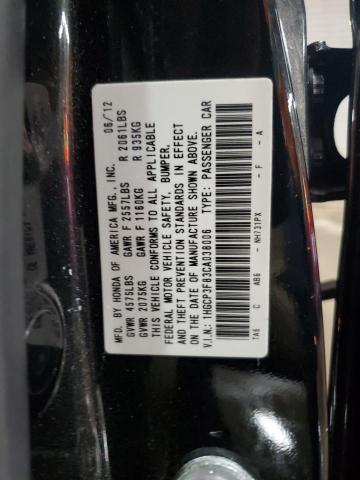 MFD. BY HONDA OF AMERICA MFG., INC. 06/12
GVWR 4575LBS GAWR F 2557LBS R 2061LBS
GVWR 2075KG GAWR F 1160KG R 935KG
THIS VEHICLE CONFORMS TO ALL APPLICABLE
FEDERAL MOTOR VEHICLE SAFETY, BUMPER,
AND THEFT PREVENTION STANDARDS IN EFFECT
ON THE DATE OF MANUFACTURE SHOWN ABOVE.
V.I.N.: 1HGCP3F83CA038006 TYPE: PASSENGER CAR
TA6 C AB6 - NH731PX - F - A